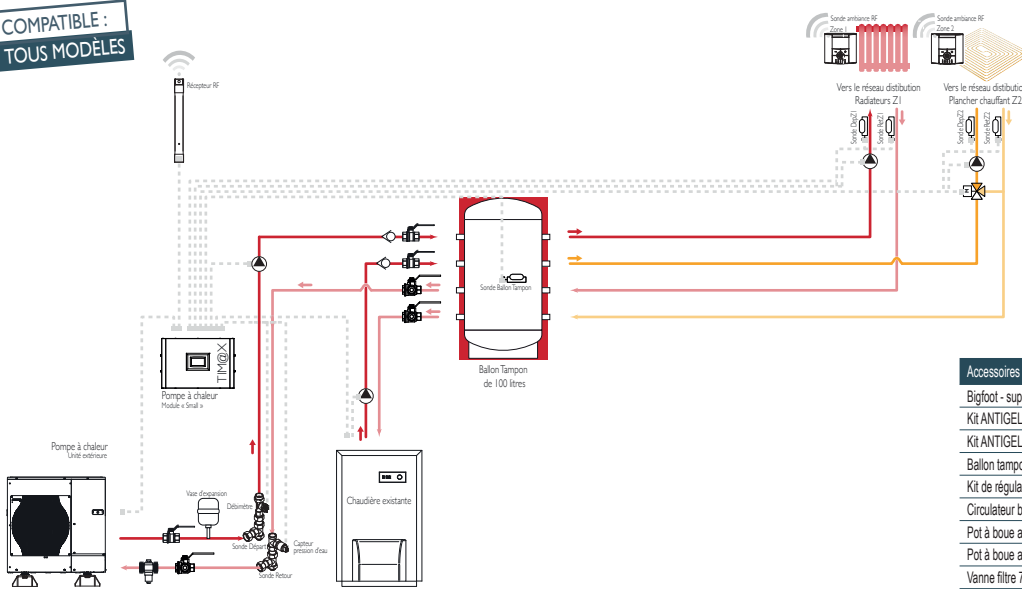 COMPATIBLE :
TOUS MODÈLES
Récepteur RF
Sonde ambiance RF
Zone 1
Sonde ambiance RF
Zone 2
Vers le réseau distibution
Radiateurs Z1
Vers le réseau distibutio
Plancher chauffant Z2
Sonde DepZ1
Sonde RetZ1
Sonde DepZ2
Sonde RetZ2
M
Sonde Ballon Tampon
Ballon Tampon
de 100 litres
TIM@X
Pompe à chaleur
Module « Small »
Pompe à chaleur
Unité extérieure
Vase d'expansion
Débimètre
Sonde Départ
Capteur
pression d'eau
Sonde Retour
Chaudière existante
Accessoires
Bigfoot - sup
Kit ANTIGEL
Kit ANTIGEL
Ballon tampo
Kit de régula
Circulateur b
Pot à boue a
Pot à boue a
Vanne filtre 7